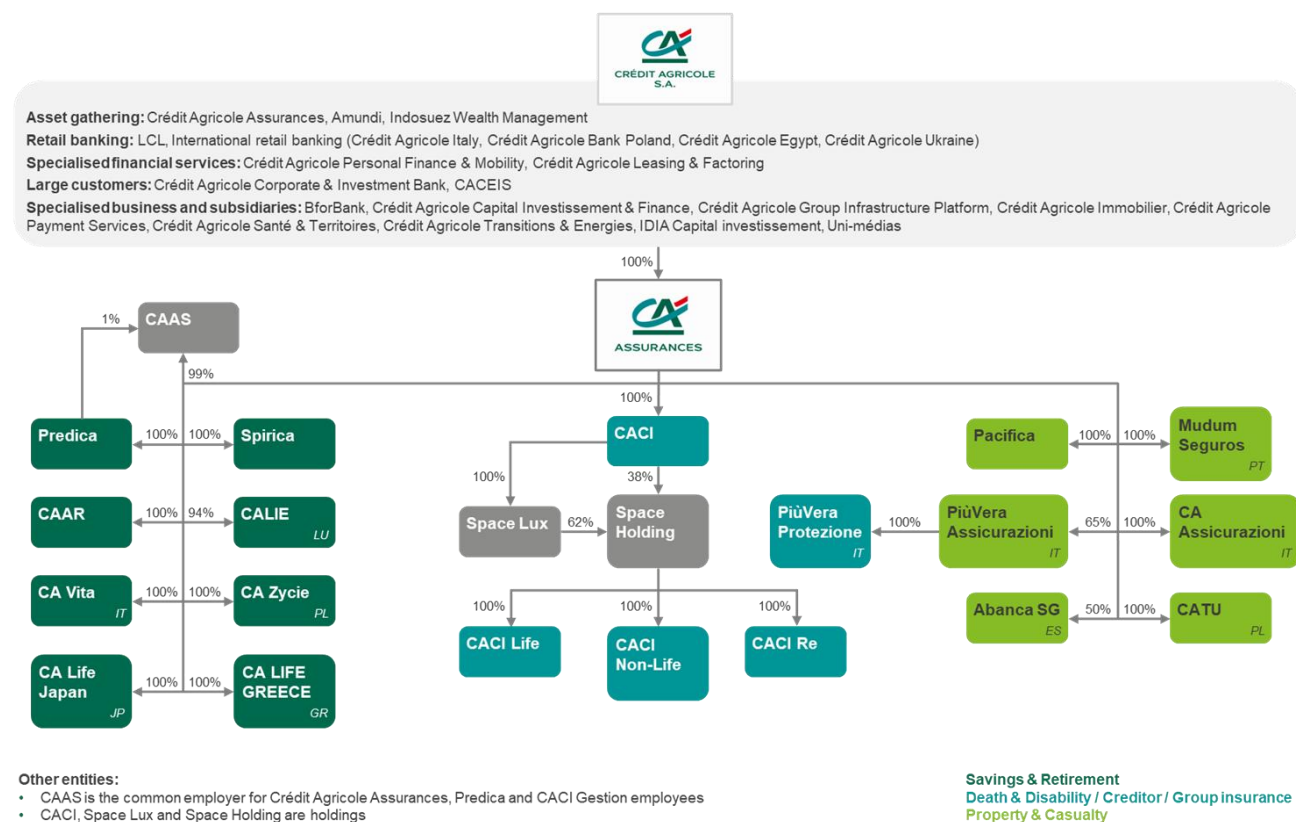 CRÉDIT AGRICOLE
S.A.
Asset gathering: Crédit Agricole Assurances, Amundi, Indosuez Wealth Management
Retail banking: LCL, International retail banking (Crédit Agricole Italy, Crédit Agricole Bank Poland, Crédit Agricole Egypt, Crédit Agricole Ukraine)
Specialised financial services: Crédit Agricole Personal Finance & Mobility, Crédit Agricole Leasing & Factoring
Large customers: Crédit Agricole Corporate & Investment Bank, CACEIS
Specialised business and subsidiaries: BforBank, Crédit Agricole Capital Investissement & Finance, Crédit Agricole Group Infrastructure Platform, Crédit Agricole Immobilier, Crédit Agricole
Payment Services, Crédit Agricole Santé & Territoires, Crédit Agricole Transitions & Energies, IDIA Capital investissement, Uni-médias
100%
ASSURANCES
1%
CAAS
99%
Predica
100%
100%
Spirica
CAAR
100%
94%
CALIE
LU
CA Vita
IT
100%
100%
CA Zycie
PL
CA Life
Japan
JP
100%
100%
CA LIFE
GREECE
GR
100%
CACI
100%
38%
Space Lux
62%
Space
Holding
100%
100%
100%
CACI Life
CACI
Non-Life
CACI Re
Pacifica
100%
100%
Mudum
Seguros
PT
PiùVera
Protezione
IT
100%
PiùVera
Assicurazioni
IT
65%
100%
CA
Assicurazioni
IT
Abanca SG
ES
50%
100%
CATU
PL
Other entities:
• CAAS is the common employer for Crédit Agricole Assurances, Predica and CACI Gestion employees
• CACI, Space Lux and Space Holding are holdings
Savings & Retirement
Death & Disability / Creditor / Group insurance
Property & Casualty